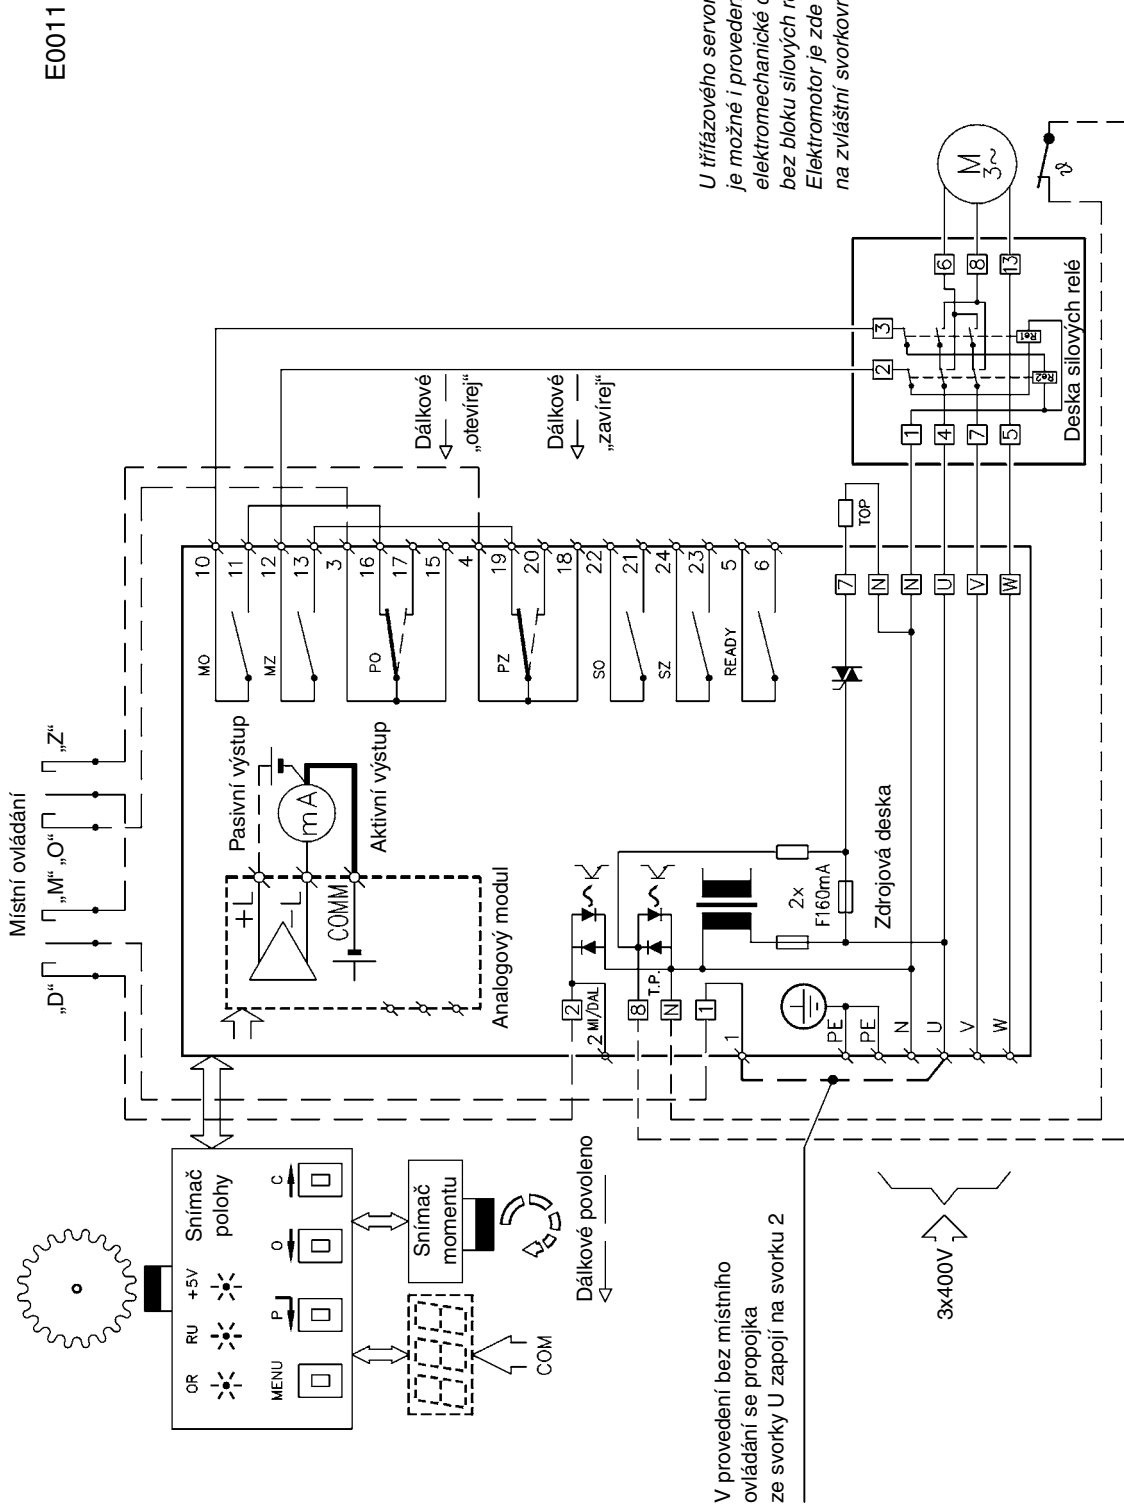 E0011
U třífázového servor
je možné i proveden
elektromechanické d
bez bloku silových re
Elektromotor je zde
na zvláštní svorkovn
Místní ovládání
„D“
„M“
„O“
„Z“
Snímač
polohy
OR
RU
+5V
MENU
P
O
C
Snímač
momentu
COM
Analogový modul
+L
-L
COMM
mA
Pasivní výstup
Aktivní výstup
MO
MZ
PO
PZ
SO
SZ
READY
10
11
12
13
3
16
17
15
4
19
20
18
22
21
24
23
5
6
Dálkové
„otevírej“
Dálkové
„zavírej“
Dálkové povoleno
2
2 MI/DAL
8
T.P.
N
1
1
PE
PE
N
U
V
W
2x
F160mA
Zdrojová deska
7
N
N
U
V
W
TOP
3
2
1
4
7
5
6
8
13
Re1
Re2
Deska silových relé
M
3~
ϑ
V provedení bez místního
ovládání se propojka
ze svorky U zapojí na svorku 2
3x400V